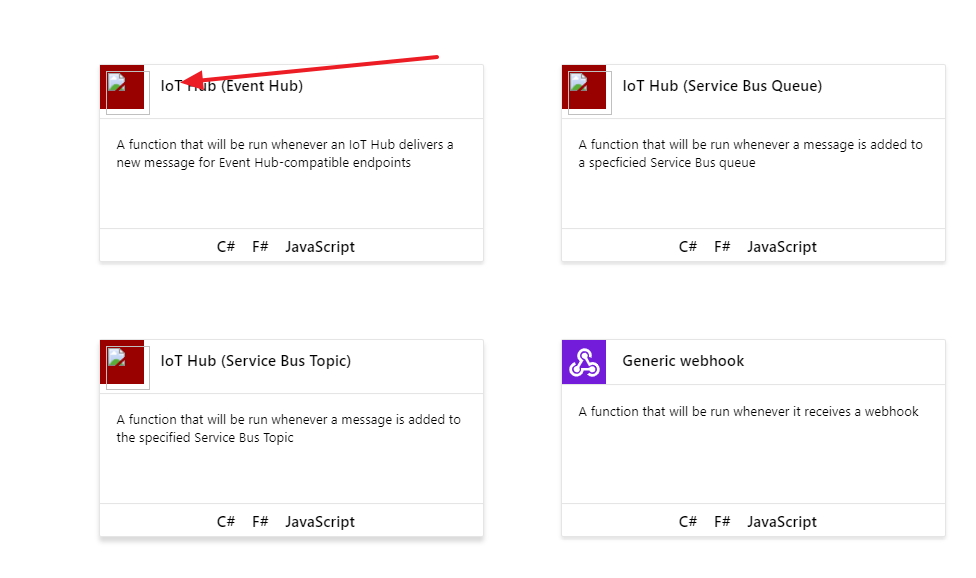 IoT Hub (Event Hub)
A function that will be run whenever an IoT Hub delivers a
new message for Event Hub-compatible endpoints
C# F# JavaScript
IoT Hub (Service Bus Queue)
A function that will be run whenever a message is added to
a specficied Service Bus queue
C# F# JavaScript
IoT Hub (Service Bus Topic)
A function that will be run whenever a message is added to
the specified Service Bus Topic
C# F# JavaScript
Generic webhook
A function that will be run whenever it receives a webhook
C# F# JavaScript